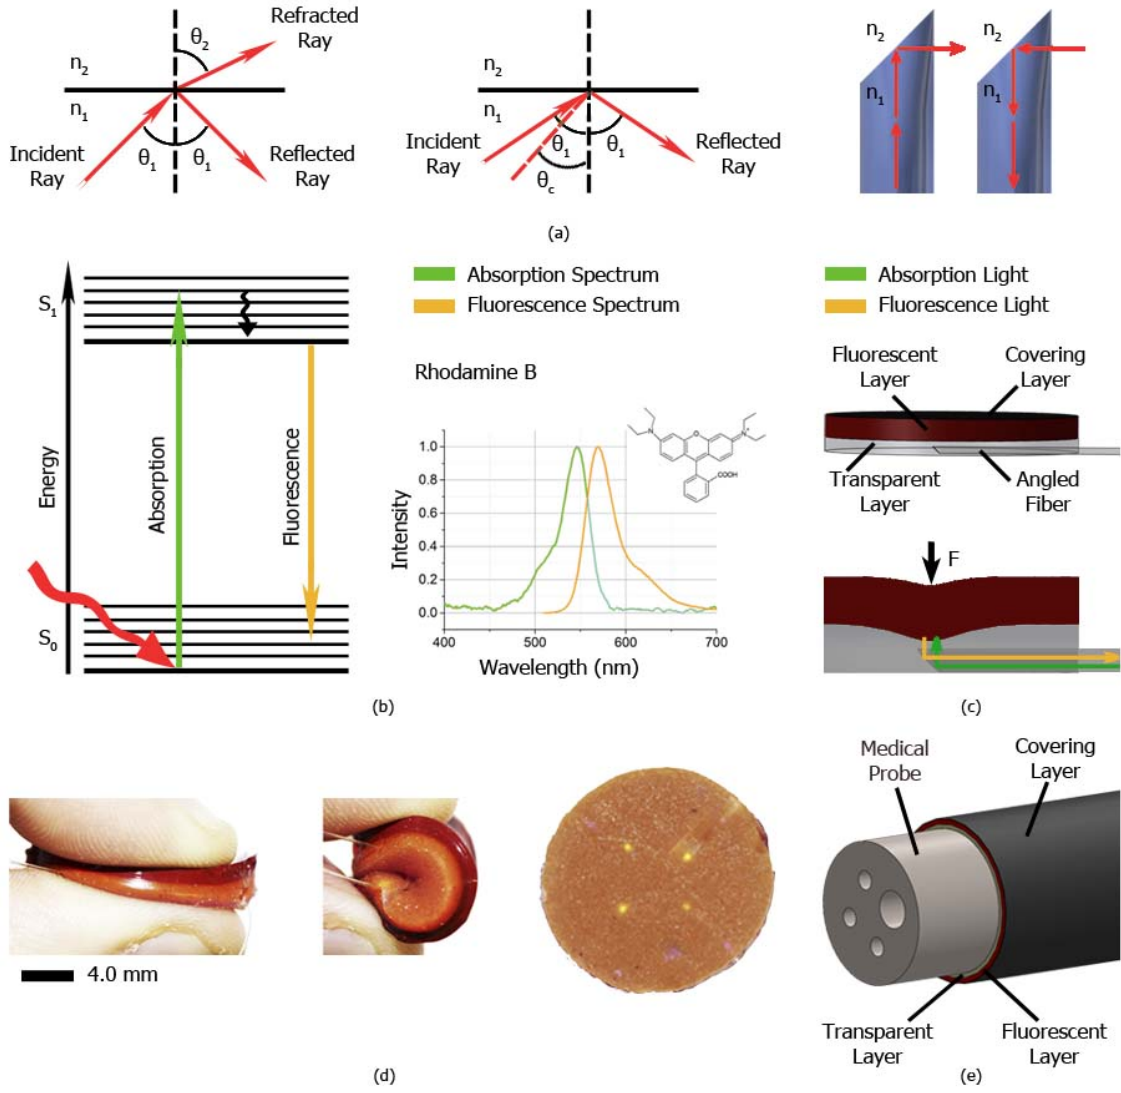 Refracted
Ray
θ2
n2
n1
Incident
Ray
θ1
θ1
Reflected
Ray
n2
n1
Incident
Ray
θ1
θ1
θc
Reflected
Ray
n2
n1
n2
n1
(a)
Energy
S1
S0
Absorption
Fluorescence
Absorption Spectrum
Fluorescence Spectrum
Rhodamine B
Intensity
1.0
0.8
0.6
0.4
0.2
0.0
400
500
600
700
Wavelength (nm)
N
O
N+
COOH
(b)
Absorption Light
Fluorescence Light
Fluorescent
Layer
Covering
Layer
Transparent
Layer
Angled
Fiber
F
(c)
4.0 mm
(d)
Medical
Probe
Covering
Layer
Transparent
Layer
Fluorescent
Layer
(e)